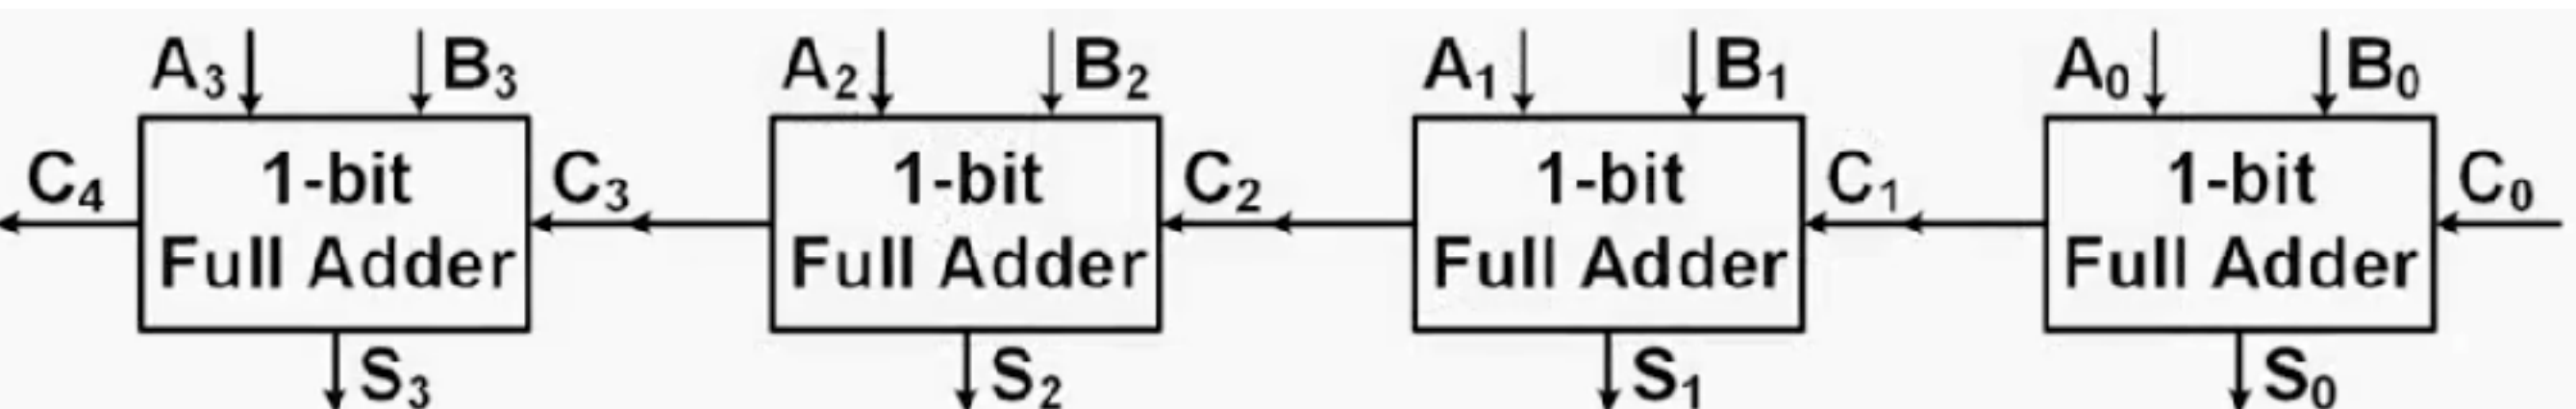 A₃ B₃ A₂ B₂ A₁ B₁ A₀ B₀
C₄ 1-bit C₃ 1-bit C₂ 1-bit C₁ 1-bit C₀
Full Adder Full Adder Full Adder Full Adder
S₃ S₂ S₁ S₀